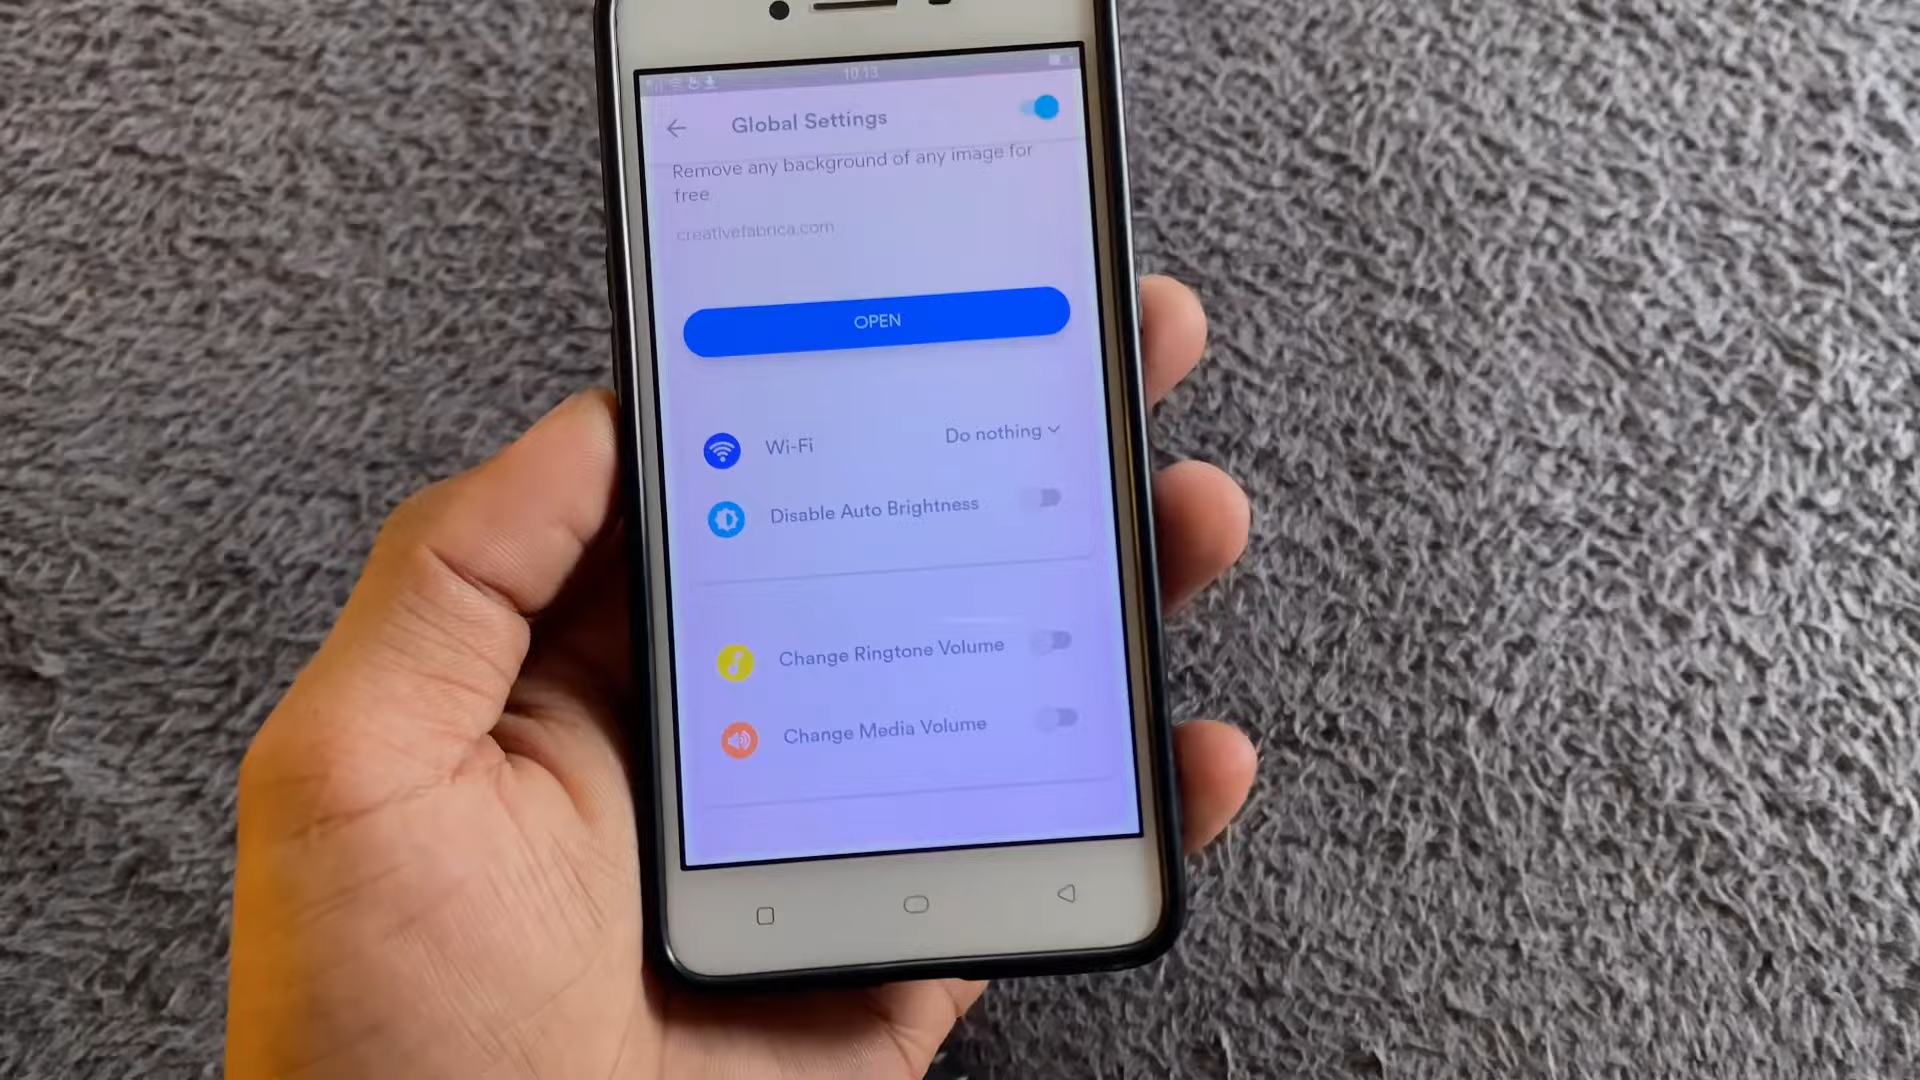 10:13
Global Settings
Remove any background of any image for
free
creativefabrica.com
OPEN
Wi-Fi
Do nothing
Disable Auto Brightness
Change Ringtone Volume
Change Media Volume